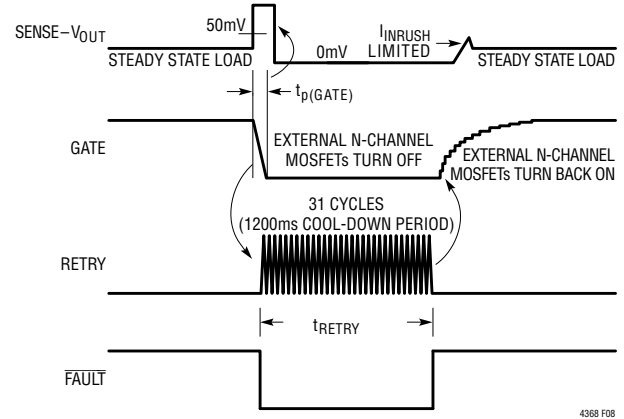 SENSE–VOUT
50mV
0mV
IINRUSH
LIMITED
STEADY STATE LOAD
STEADY STATE LOAD
tp(GATE)
GATE
EXTERNAL N-CHANNEL
MOSFETs TURN OFF
EXTERNAL N-CHANNEL
MOSFETs TURN BACK ON
31 CYCLES
(1200ms COOL-DOWN PERIOD)
RETRY
tRETRY
FAULT
4368 F08